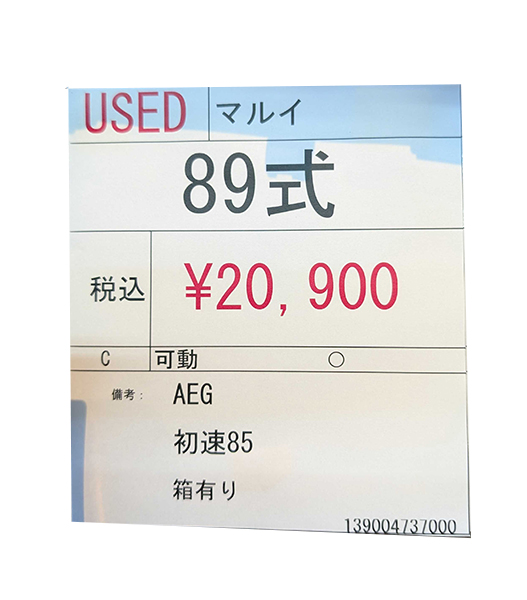 USED マルイ
89式
税込 ¥20,900
C 可動 ○
備考： AEG
初速85
箱有り
139004737000